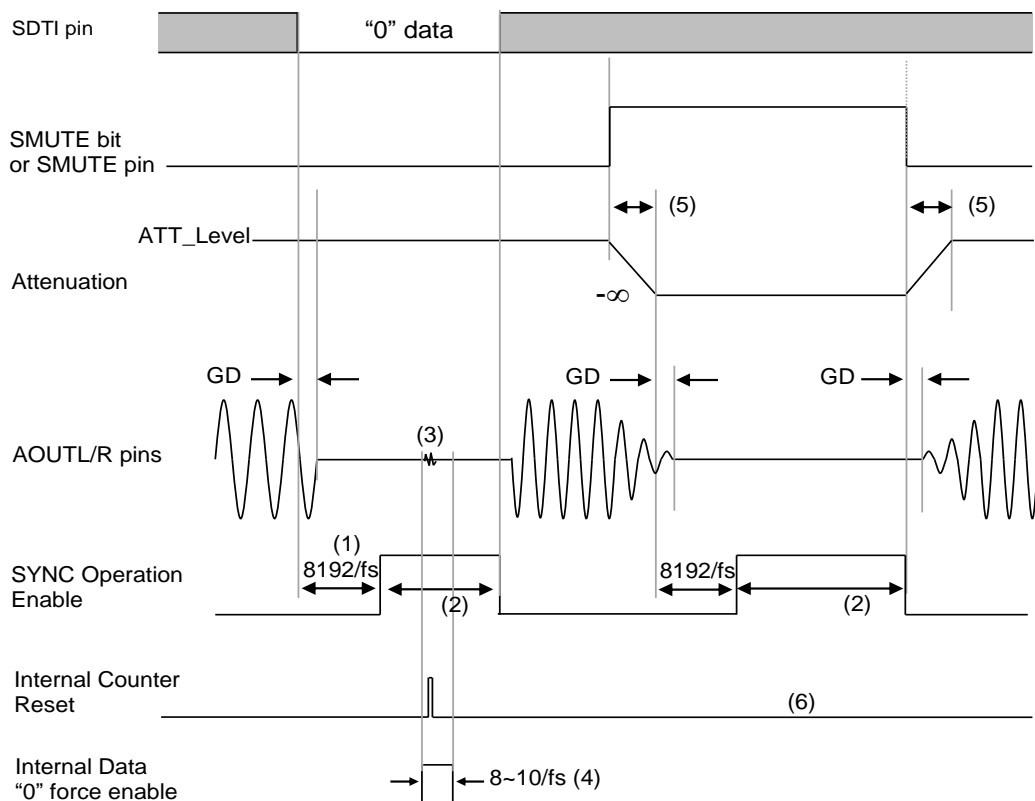 SDTI pin
“0” data
SMUTE bit
or SMUTE pin
(5)
(5)
ATT_Level
Attenuation
-∞
GD
GD
GD
(3)
AOUTL/R pins
(1)
8192/fs
8192/fs
SYNC Operation
Enable
(2)
(2)
Internal Counter
Reset
(6)
Internal Data
“0” force enable
8~10/fs (4)